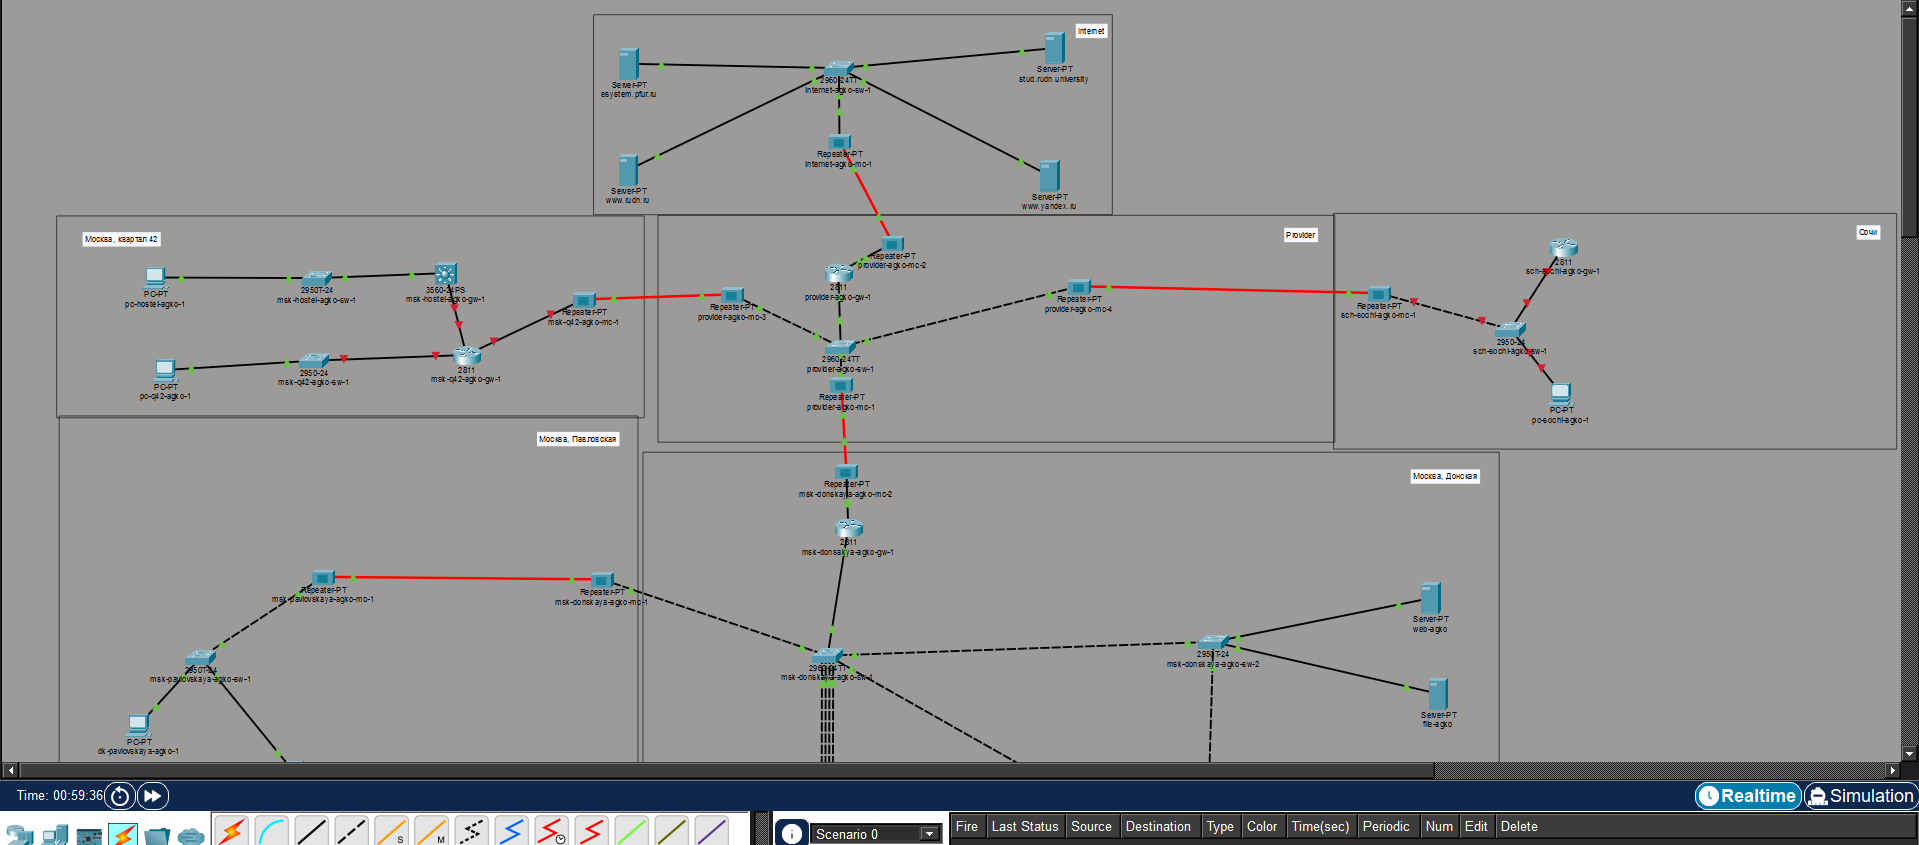 Internet
Server-PT
esystem.pfur.ru
2960-24TT
internet-agko-sw-1
Server-PT
stud.rudn.university
Repeater-PT
internet-agko-mc-1
Server-PT
www.rudn.ru
Server-PT
www.yandex.ru
Москва, квартал 42
PC-PT
pc-hostel-agko-1
2950T-24
msk-hostel-agko-sw-1
3560-24PS
msk-hostel-agko-gw-1
Repeater-PT
msk-q42-agko-mc-1
PC-PT
pc-q42-agko-1
2950-24
msk-q42-agko-sw-1
2811
msk-q42-agko-gw-1
Provider
Repeater-PT
provider-agko-mc-2
2811
provider-agko-gw-1
Repeater-PT
provider-agko-mc-3
Repeater-PT
provider-agko-mc-4
2960-24TT
provider-agko-sw-1
Repeater-PT
provider-agko-mc-1
Сочи
2811
sch-sochi-agko-gw-1
Repeater-PT
sch-sochi-agko-mc-1
2950-24
sch-sochi-agko-sw-1
PC-PT
pc-sochi-agko-1
Москва, Павловская
Repeater-PT
msk-pavlovskaya-agko-mc-1
Repeater-PT
msk-donskaya-agko-mc-1
2950T-24
msk-pavlovskaya-agko-sw-1
PC-PT
dk-pavlovskaya-agko-1
Москва, Донская
Repeater-PT
msk-donskaya-agko-mc-2
2811
msk-donsakya-agko-gw-1
2960-24TT
msk-donskaya-agko-sw-1
2950T-24
msk-donskaya-agko-sw-2
Server-PT
web-agko
Server-PT
file-agko
Time: 00:59:36
Realtime
Simulation
S
M
Scenario 0
Fire Last Status Source Destination Type Color Time(sec) Periodic Num Edit Delete